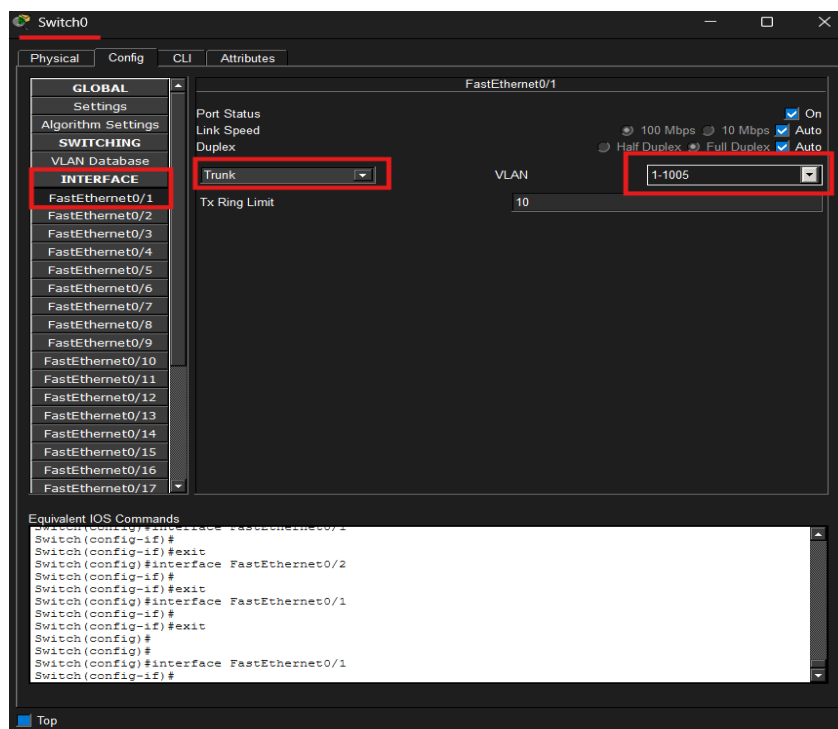 Switch0
Physical Config CLI Attributes
GLOBAL
Settings
Algorithm Settings
SWITCHING
VLAN Database
INTERFACE
FastEthernet0/1
FastEthernet0/2
FastEthernet0/3
FastEthernet0/4
FastEthernet0/5
FastEthernet0/6
FastEthernet0/7
FastEthernet0/8
FastEthernet0/9
FastEthernet0/10
FastEthernet0/11
FastEthernet0/12
FastEthernet0/13
FastEthernet0/14
FastEthernet0/15
FastEthernet0/16
FastEthernet0/17
FastEthernet0/1
Port Status On
Link Speed 100 Mbps 10 Mbps Auto
Duplex Half Duplex Full Duplex Auto
Trunk VLAN 1-1005
Tx Ring Limit 10
Equivalent IOS Commands
Switch(config)#interface FastEthernet0/1
Switch(config-if)#
Switch(config-if)#exit
Switch(config)#interface FastEthernet0/2
Switch(config-if)#
Switch(config-if)#exit
Switch(config)#interface FastEthernet0/1
Switch(config-if)#
Switch(config-if)#exit
Switch(config)#
Switch(config)#
Switch(config)#interface FastEthernet0/1
Switch(config-if)#
Top